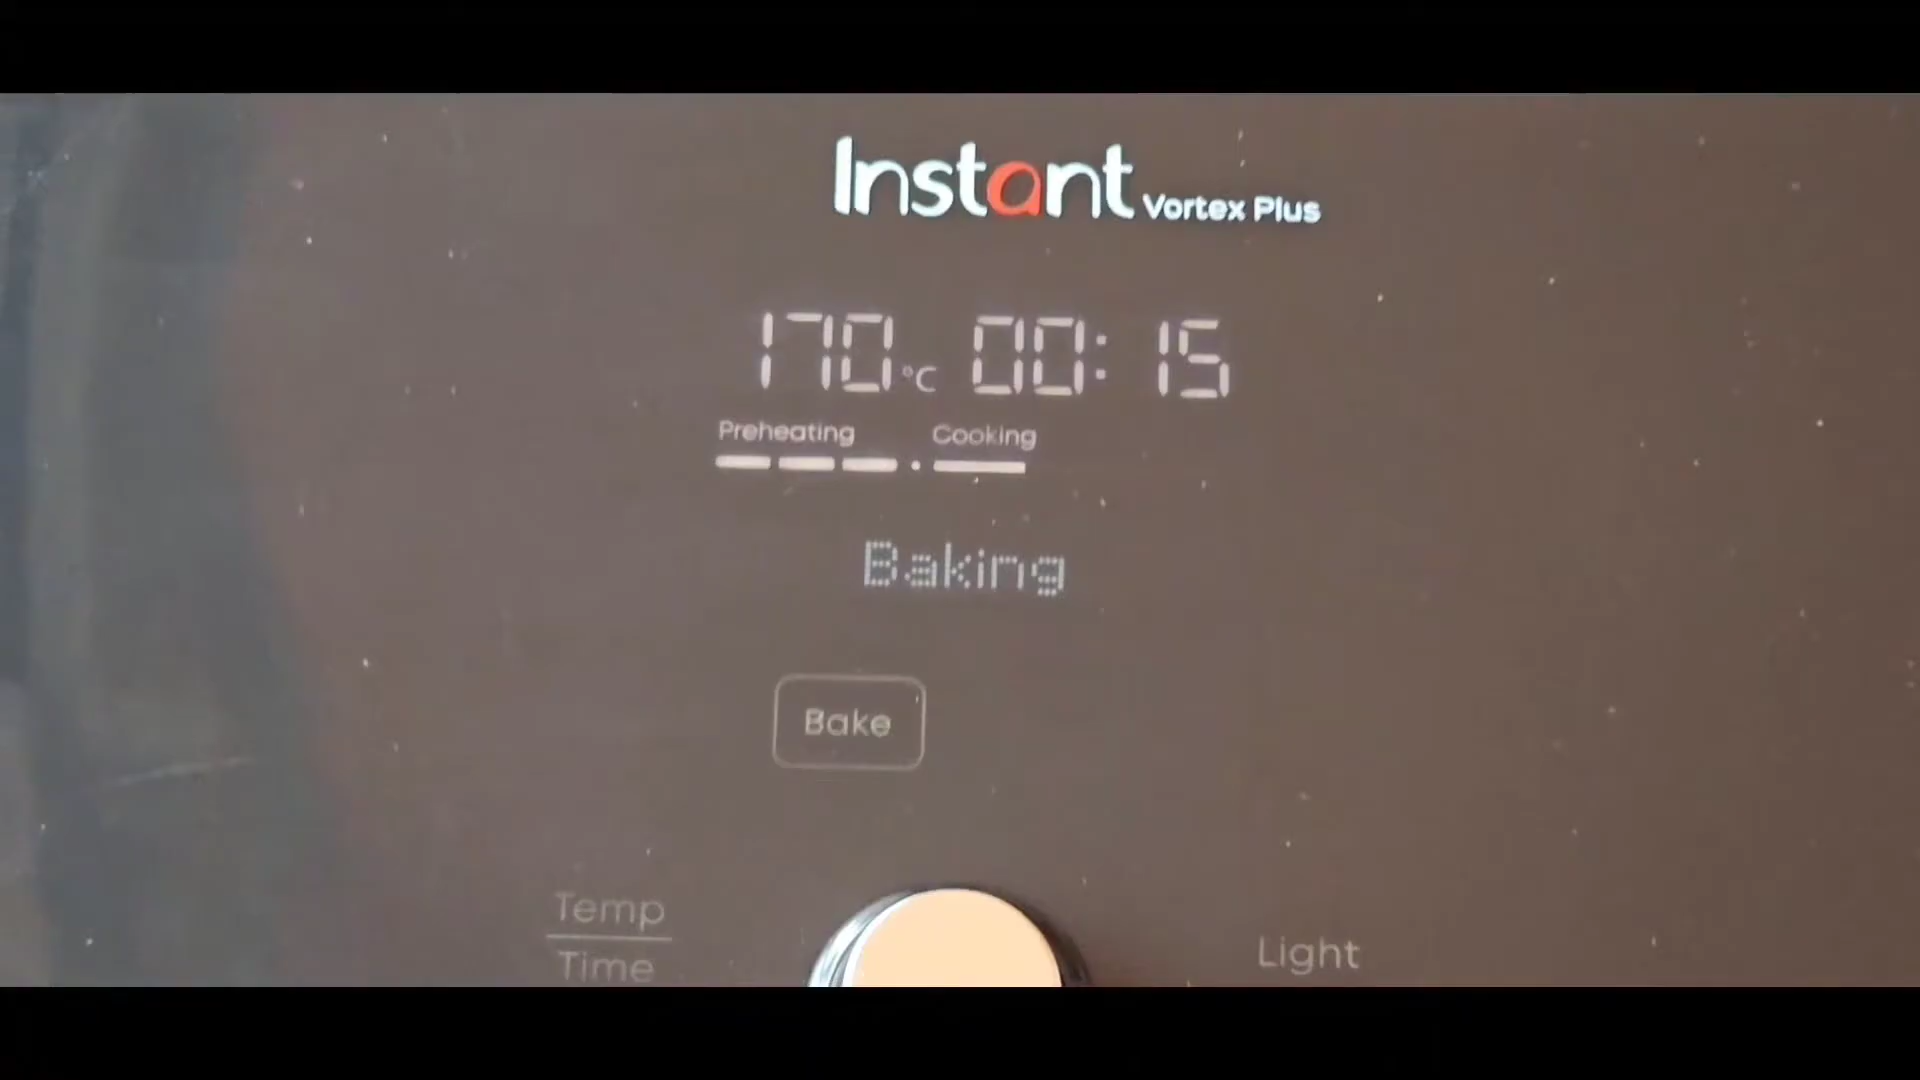 Instant Vortex Plus
170°C 00:15
Preheating Cooking
Baking
Bake
Temp
Time
Light